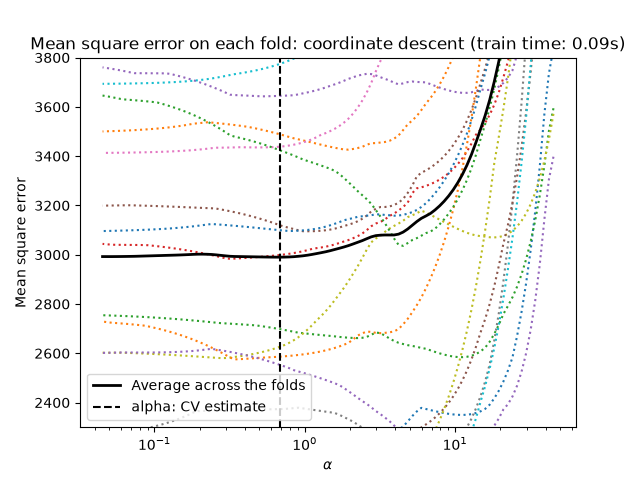 Mean square error on each fold: coordinate descent (train time: 0.09s)
Mean square error
3800
3600
3400
3200
3000
2800
2600
2400
Average across the folds
alpha: CV estimate
10⁻¹
10⁰
10¹
α